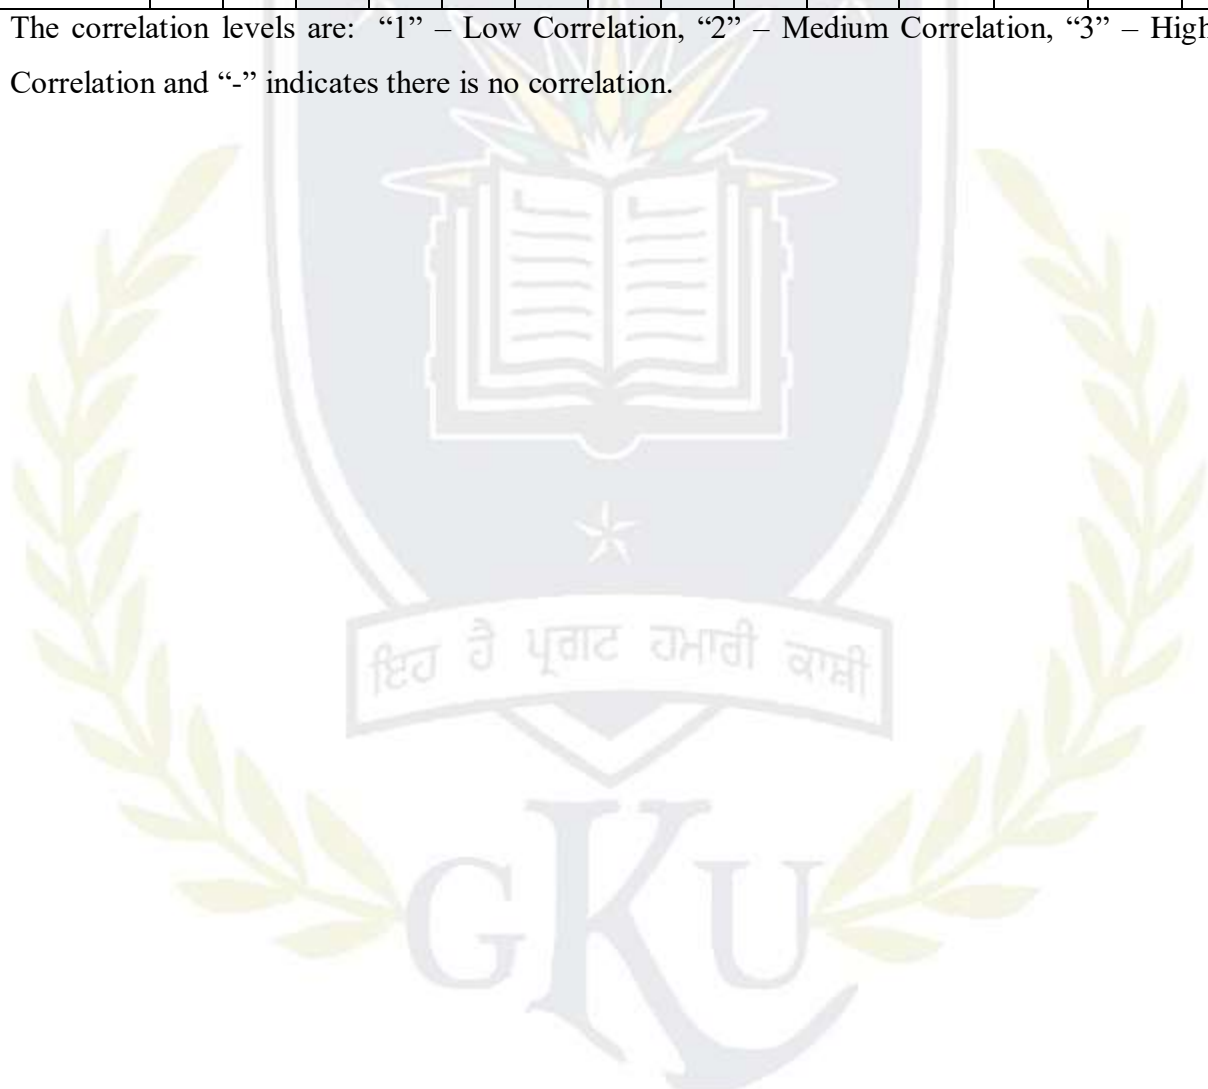 The correlation levels are: “1” – Low Correlation, “2” – Medium Correlation, “3” – High
Correlation and “-” indicates there is no correlation.
ਇਹ ਹੈ ਪ੍ਰਗਟ ਹਮਾਰੀ ਕਾਸ਼ੀ
GKU